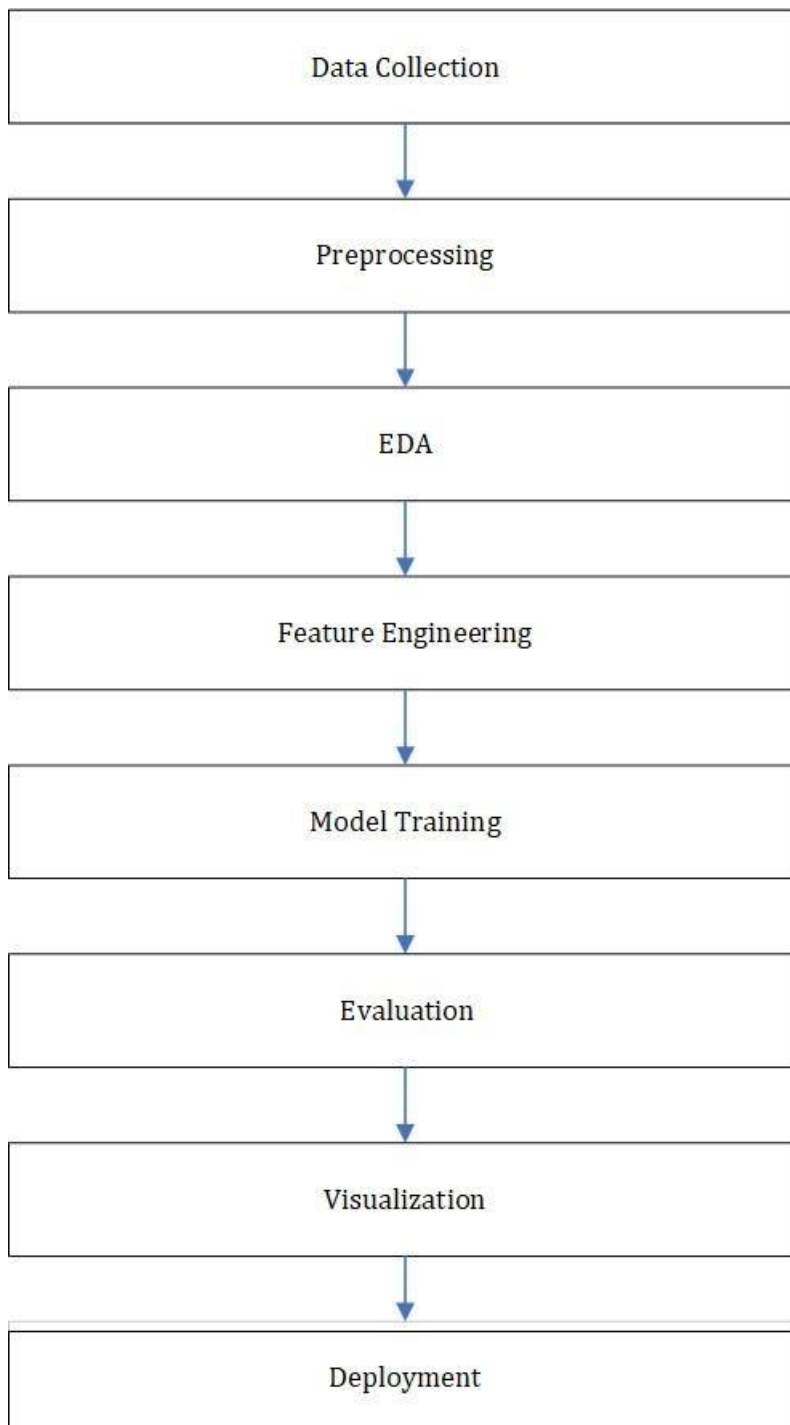 Data Collection
Preprocessing
EDA
Feature Engineering
Model Training
Evaluation
Visualization
Deployment